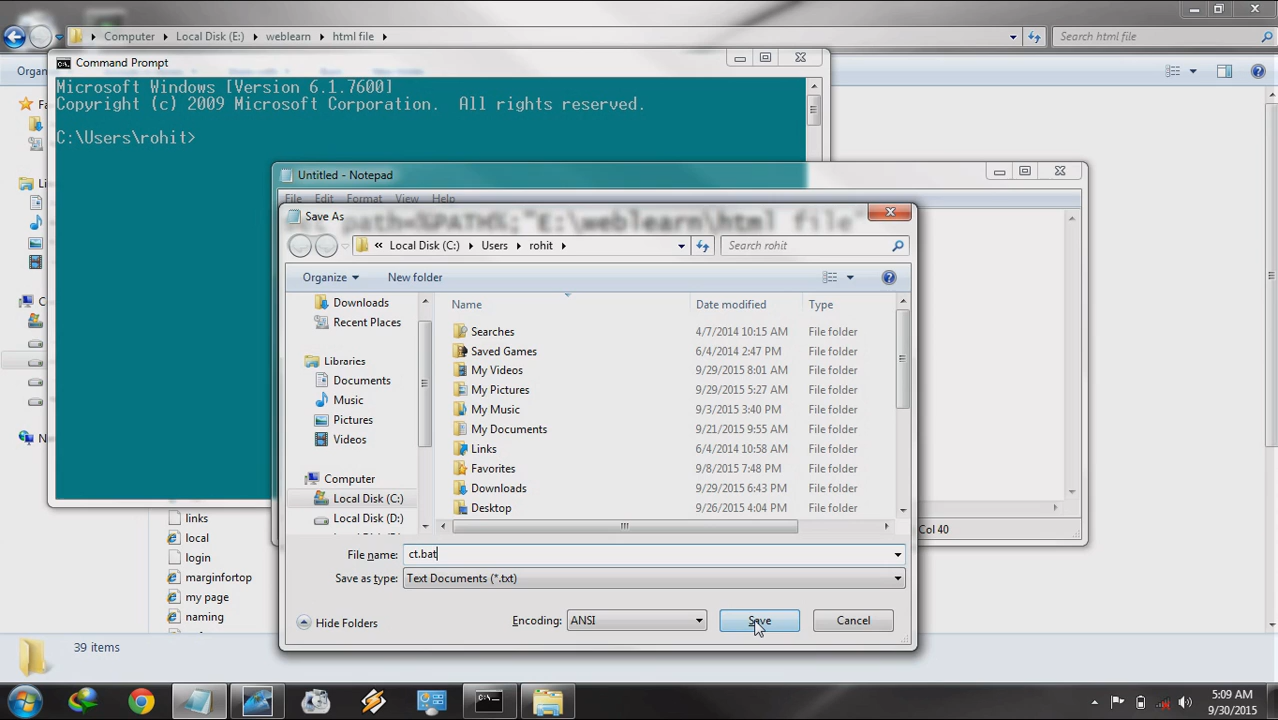 Computer
Local Disk (E:)
weblearn
html file
Search html file
Organ
Command Prompt
Microsoft Windows [Version 6.1.7600]
Copyright (c) 2009 Microsoft Corporation.  All rights reserved.
C:\Users\rohit>
Untitled - Notepad
File Edit Format View Help
path=%PATH%;"E:\weblearn\html file"
Save As
« Local Disk (C:)
Users
rohit
Search rohit
Organize
New folder
Name
Date modified
Type
Downloads
Recent Places
Libraries
Documents
Music
Pictures
Videos
Computer
Local Disk (C:)
Local Disk (D:)
Searches 4/7/2014 10:15 AM File folder
Saved Games 6/4/2014 2:47 PM File folder
My Videos 9/29/2015 8:01 AM File folder
My Pictures 9/29/2015 5:27 AM File folder
My Music 9/3/2015 3:40 PM File folder
My Documents 9/21/2015 9:55 AM File folder
Links 6/4/2014 10:58 AM File folder
Favorites 9/8/2015 7:48 PM File folder
Downloads 9/29/2015 6:43 PM File folder
Desktop 9/26/2015 4:04 PM File folder
File name: ct.bat
Save as type: Text Documents (*.txt)
Hide Folders
Encoding: ANSI
Save
Cancel
Col 40
links
local
login
marginfortop
my page
naming
39 items
5:09 AM
9/30/2015